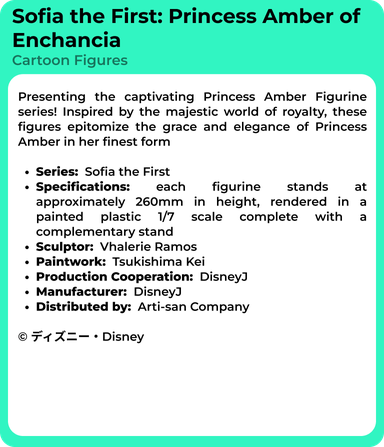 Sofia the First: Princess Amber of
Enchancia
Cartoon Figures
Presenting the captivating Princess Amber Figurine
series! Inspired by the majestic world of royalty, these
figures epitomize the grace and elegance of Princess
Amber in her finest form
• Series: Sofia the First
• Specifications: each figurine stands at
approximately 260mm in height, rendered in a
painted plastic 1/7 scale complete with a
complementary stand
• Sculptor: Vhalerie Ramos
• Paintwork: Tsukishima Kei
• Production Cooperation: DisneyJ
• Manufacturer: DisneyJ
• Distributed by: Arti-san Company
© ディズニー・Disney